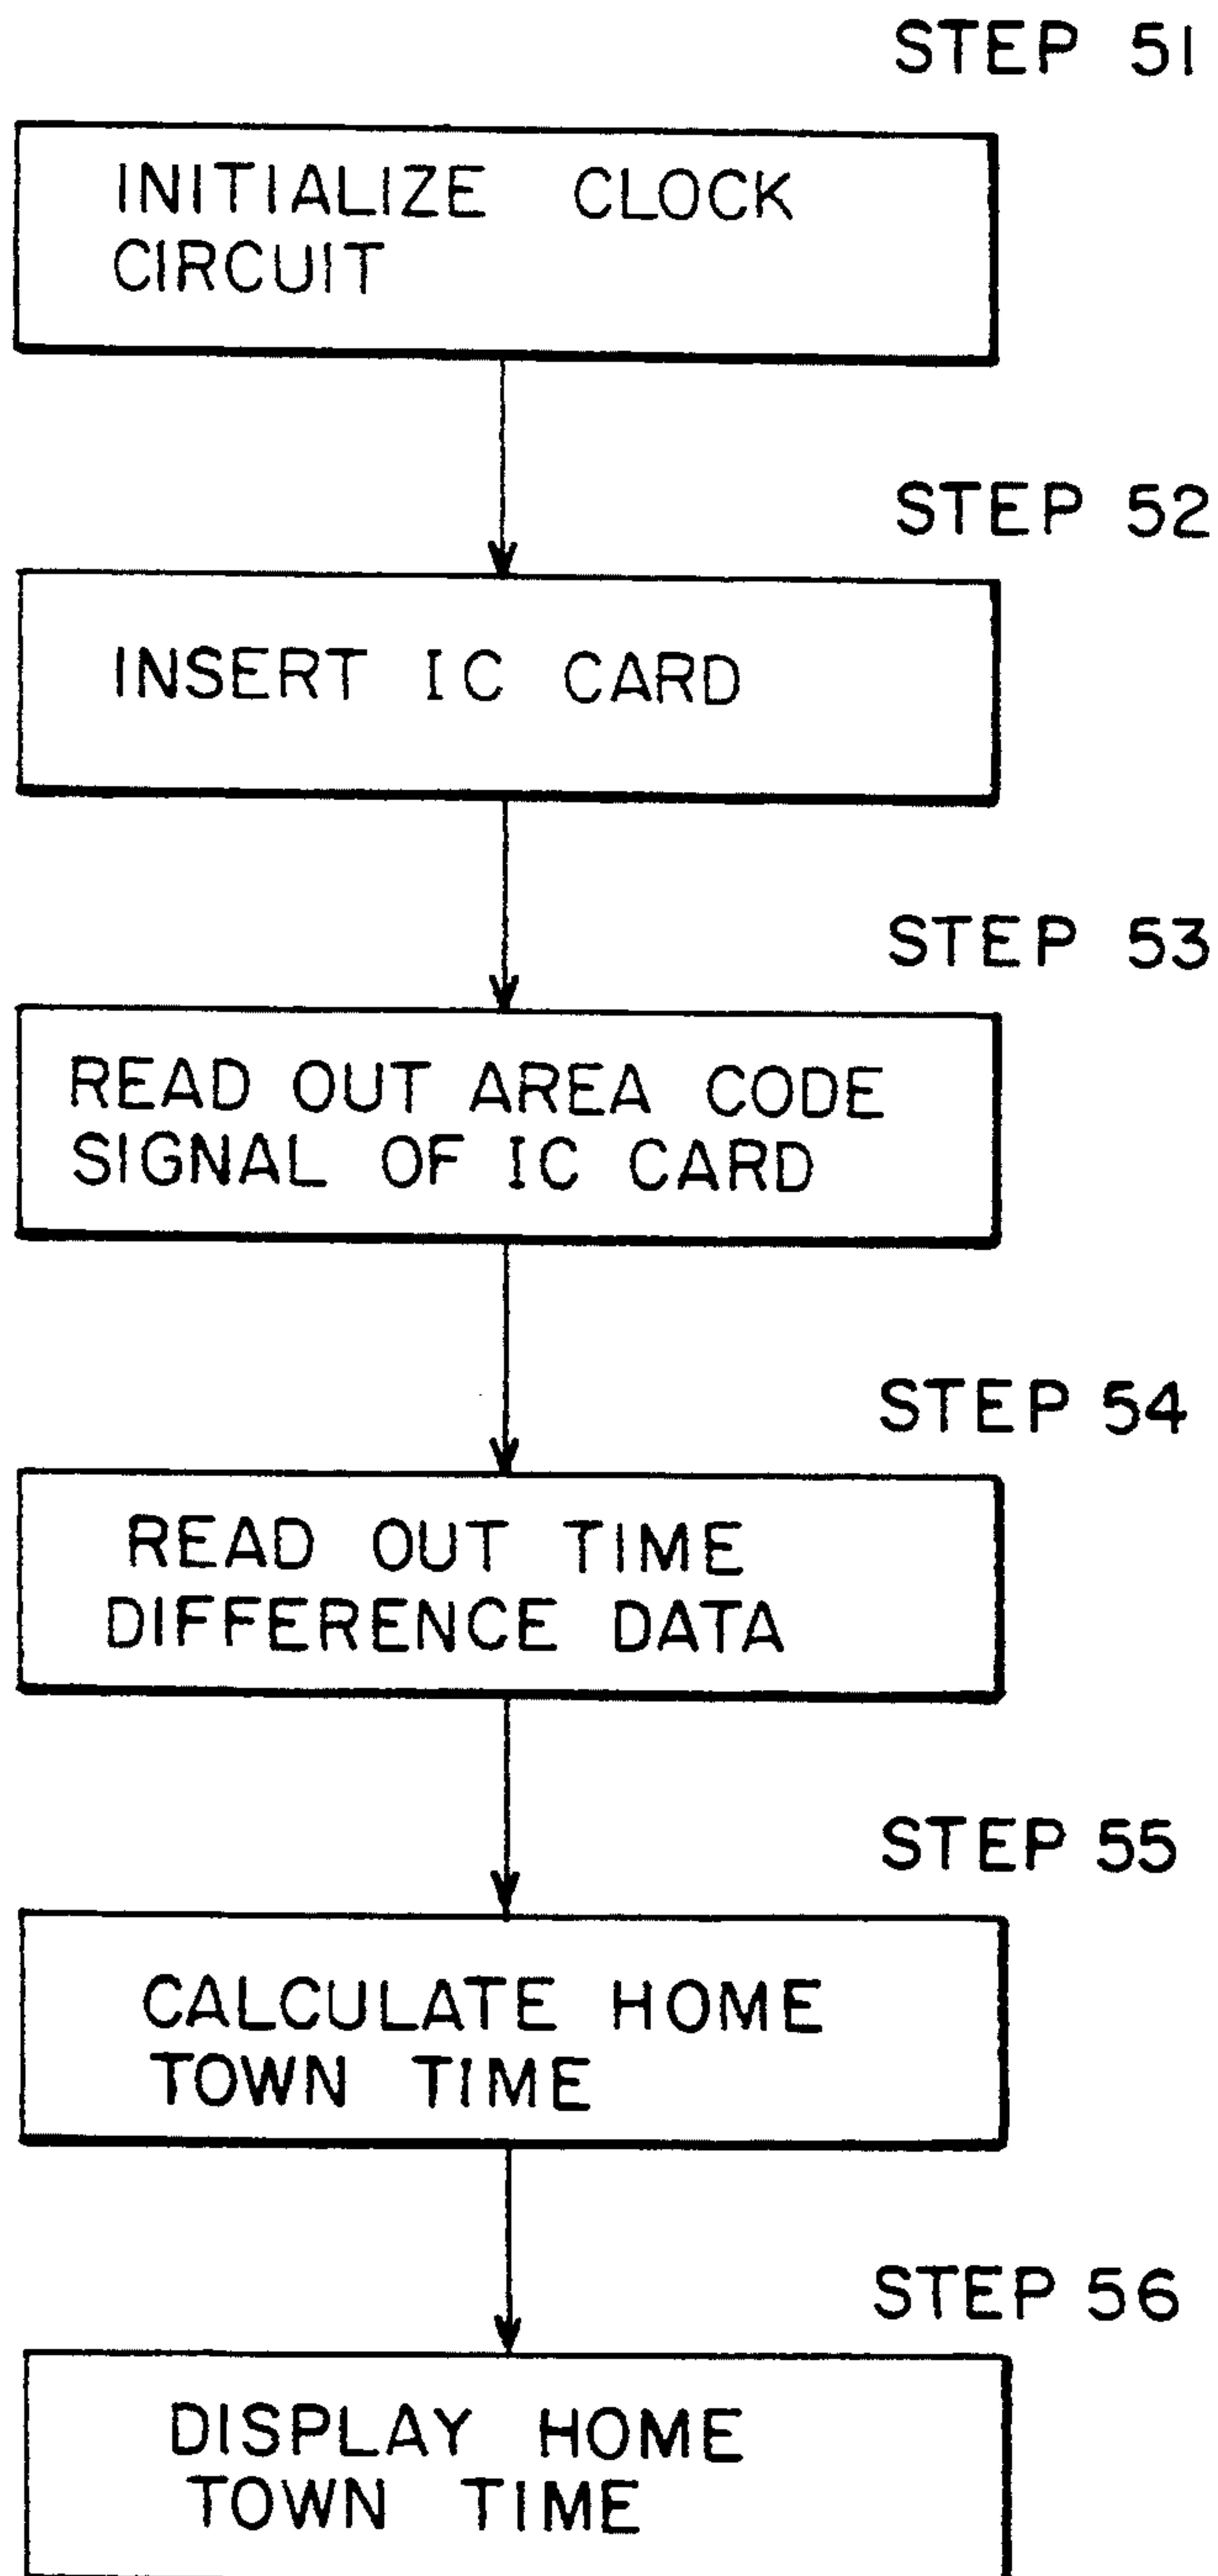 STEP 51
INITIALIZE CLOCK
CIRCUIT
STEP 52
INSERT IC CARD
STEP 53
READ OUT AREA CODE
SIGNAL OF IC CARD
STEP 54
READ OUT TIME
DIFFERENCE DATA
STEP 55
CALCULATE HOME
TOWN TIME
STEP 56
DISPLAY HOME
TOWN TIME